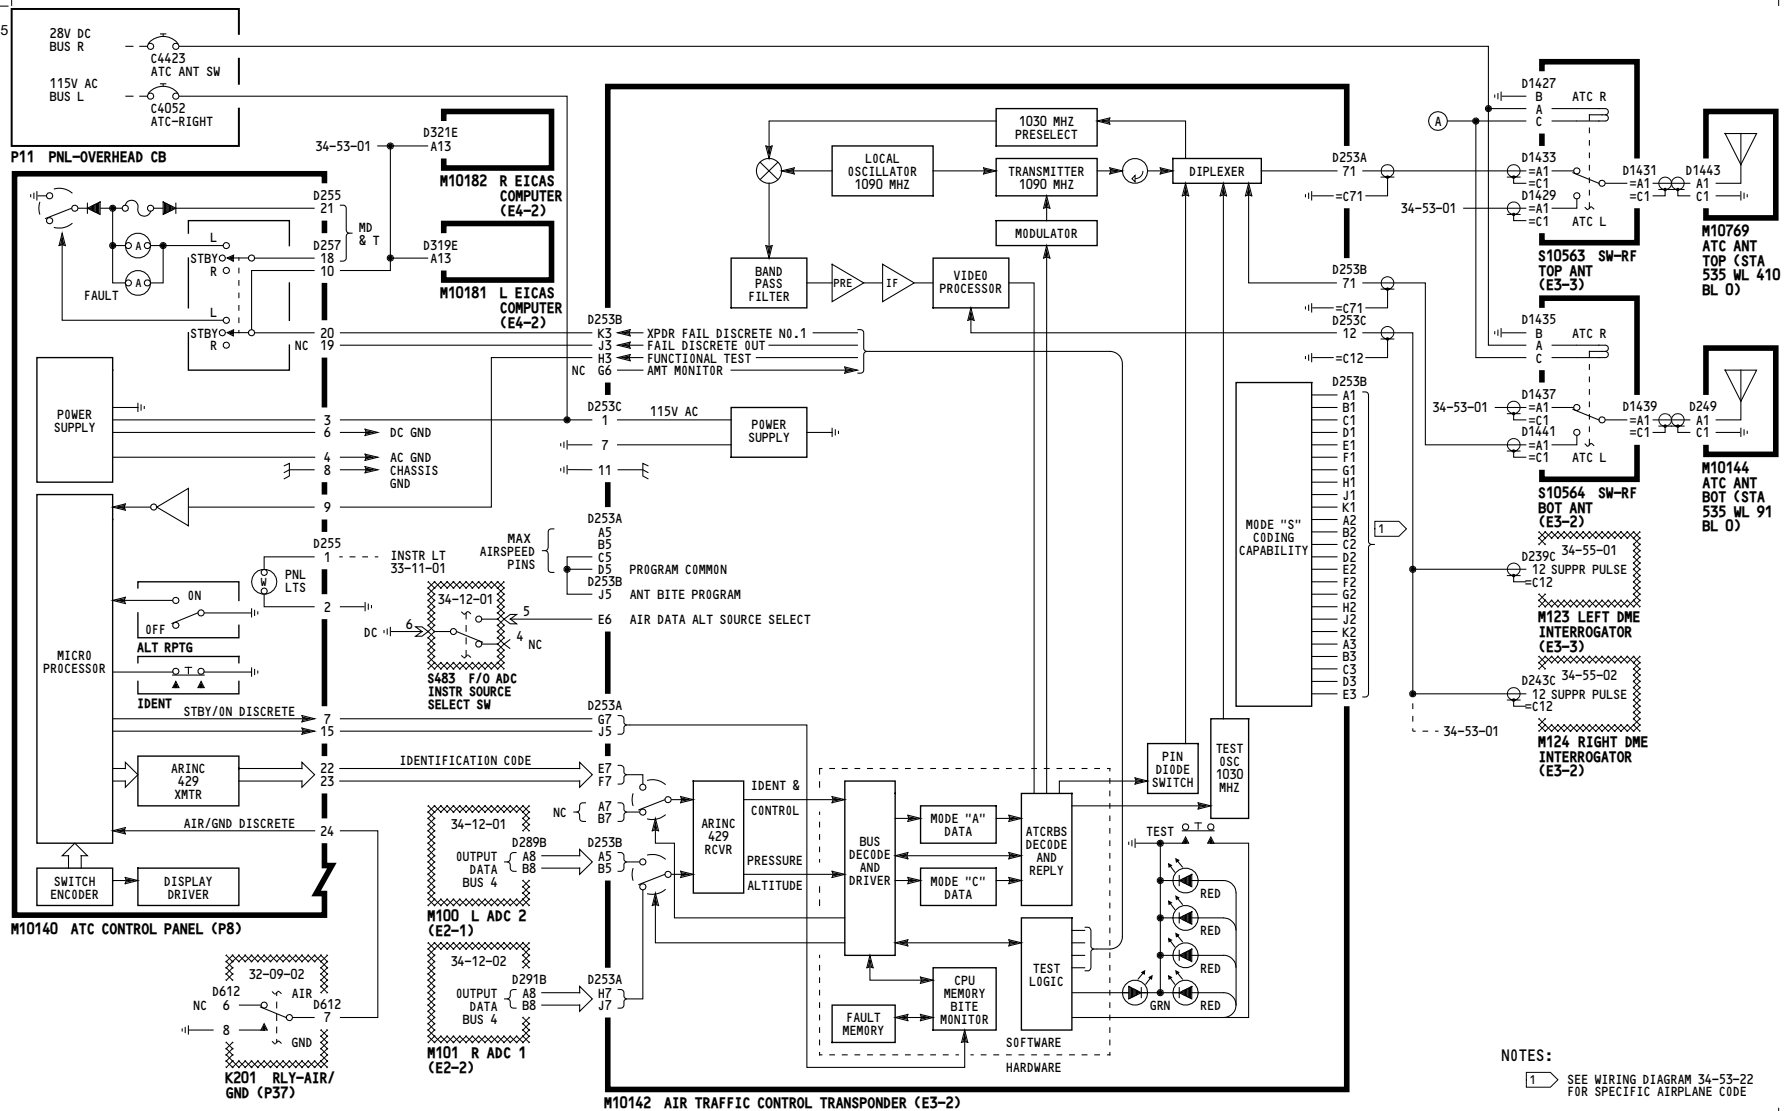 5
28V DC
BUS R
C4423
ATC ANT SW
115V AC
BUS L
C4052
ATC-RIGHT
P11 PNL-OVERHEAD CB
34-53-01
D321E
A13
M10182 R EICAS
COMPUTER
(E4-2)
D319E
A13
M10181 L EICAS
COMPUTER
(E4-2)
D255
21
MD
& T
D257
18
10
L
STBY
R
A
A
FAULT
L
STBY
R
20
NC 19
POWER
SUPPLY
3
6 DC GND
4 AC GND
8 CHASSIS
GND
9
MICRO
PROCESSOR
D255
1 INSTR LT
33-11-01
W
PNL
LTS
2
ON
OFF
ALT RPTG
T
IDENT
STBY/ON DISCRETE
7
15
ARINC
429
XMTR
22
23
IDENTIFICATION CODE
AIR/GND DISCRETE
24
SWITCH
ENCODER
DISPLAY
DRIVER
M10140 ATC CONTROL PANEL (P8)
32-09-02
D612
NC 6
AIR
D612
7
8
GND
K201 RLY-AIR/
GND (P37)
D253B
K3 XPDR FAIL DISCRETE NO.1
J3 FAIL DISCRETE OUT
H3 FUNCTIONAL TEST
NC G6 AMT MONITOR
D253C
1 115V AC
7
11
POWER
SUPPLY
D253A
MAX
AIRSPEED
PINS
A5
B5
C5
D5 PROGRAM COMMON
D253B
J5 ANT BITE PROGRAM
E6 AIR DATA ALT SOURCE SELECT
34-12-01
DC 6
5
4
NC
S483 F/O ADC
INSTR SOURCE
SELECT SW
D253A
G7
J5
E7
F7
NC
A7
B7
34-12-01
OUTPUT
DATA
BUS 4
D289B
A8
B8
D253B
A5
B5
M100 L ADC 2
(E2-1)
34-12-02
OUTPUT
DATA
BUS 4
D291B
A8
B8
D253A
H7
J7
M101 R ADC 1
(E2-2)
1030 MHZ
PRESELECT
LOCAL
OSCILLATOR
1090 MHZ
TRANSMITTER
1090 MHZ
DIPLEXER
MODULATOR
BAND
PASS
FILTER
PRE
IF
VIDEO
PROCESSOR
D253A
71
=C71
D253B
71
=C71
D253C
12
=C12
MODE "S"
CODING
CAPABILITY
D253B
A1
B1
C1
D1
E1
F1
G1
H1
J1
K1
A2
B2
C2
D2
E2
F2
G2
H2
J2
K2
A3
B3
C3
D3
E3
1
ARINC
429
RCVR
IDENT &
CONTROL
PRESSURE
ALTITUDE
BUS
DECODE
AND
DRIVER
MODE "A"
DATA
MODE "C"
DATA
ATCRBS
DECODE
AND
REPLY
PIN
DIODE
SWITCH
TEST
OSC
1030
MHZ
TEST
T
RED
RED
RED
RED
GRN
TEST
LOGIC
CPU
MEMORY
BITE
MONITOR
FAULT
MEMORY
SOFTWARE
HARDWARE
M10142 AIR TRAFFIC CONTROL TRANSPONDER (E3-2)
A
D1427
B
A
C
ATC R
D1433
=A1
=C1
34-53-01
D1429
=A1
=C1
ATC L
D1431
=A1
=C1
D1443
A1
C1
S10563 SW-RF
TOP ANT
(E3-3)
M10769
ATC ANT
TOP (STA
535 WL 410
BL 0)
D1435
B
A
C
ATC R
34-53-01
D1437
=A1
=C1
D1441
=A1
=C1
ATC L
D1439
=A1
=C1
D249
A1
C1
S10564 SW-RF
BOT ANT
(E3-2)
M10144
ATC ANT
BOT (STA
535 WL 91
BL 0)
D239C
34-55-01
12 SUPPR PULSE
=C12
M123 LEFT DME
INTERROGATOR
(E3-3)
D243C
34-55-02
12 SUPPR PULSE
=C12
34-53-01
M124 RIGHT DME
INTERROGATOR
(E3-2)
NOTES:
1 SEE WIRING DIAGRAM 34-53-22
FOR SPECIFIC AIRPLANE CODE